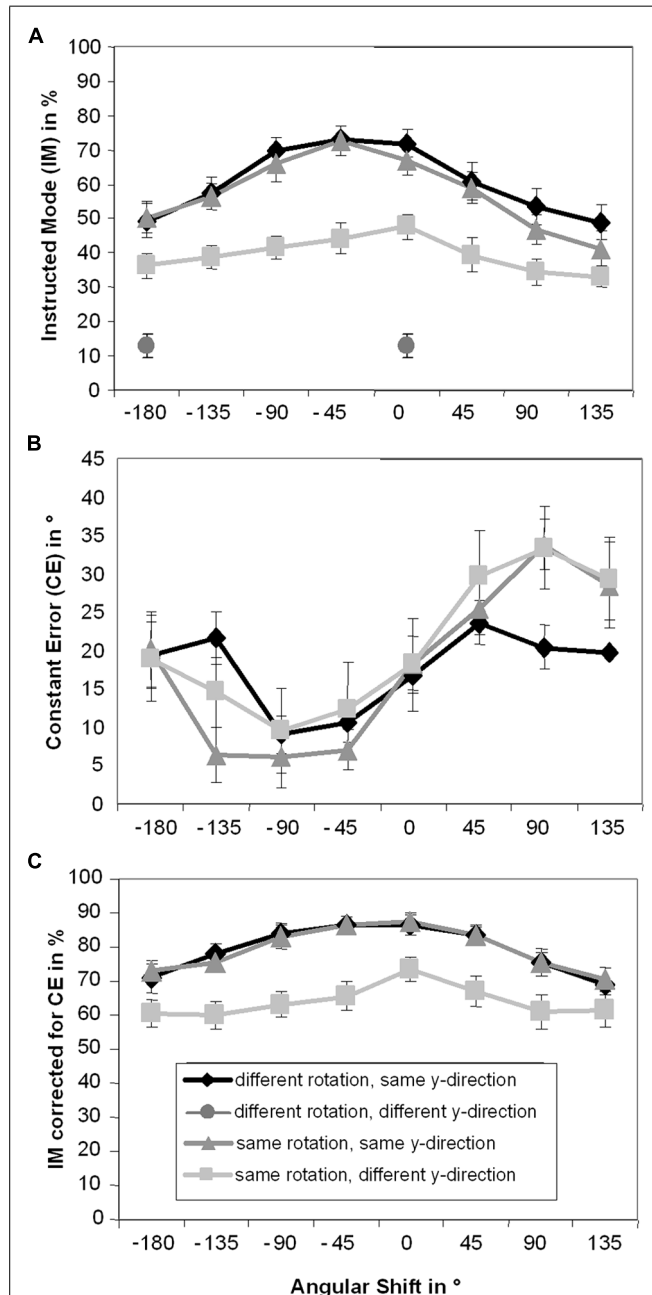 A
Instructed Mode (IM) in %
100
90
80
70
60
50
40
30
20
10
0
-180 -135 -90 -45 0 45 90 135
B
Constant Error (CE) in °
45
40
35
30
25
20
15
10
5
0
-180 -135 -90 -45 0 45 90 135
C
IM corrected for CE in %
100
90
80
70
60
50
40
30
20
10
0
different rotation, same y-direction
different rotation, different y-direction
same rotation, same y-direction
same rotation, different y-direction
-180 -135 -90 -45 0 45 90 135
Angular Shift in °